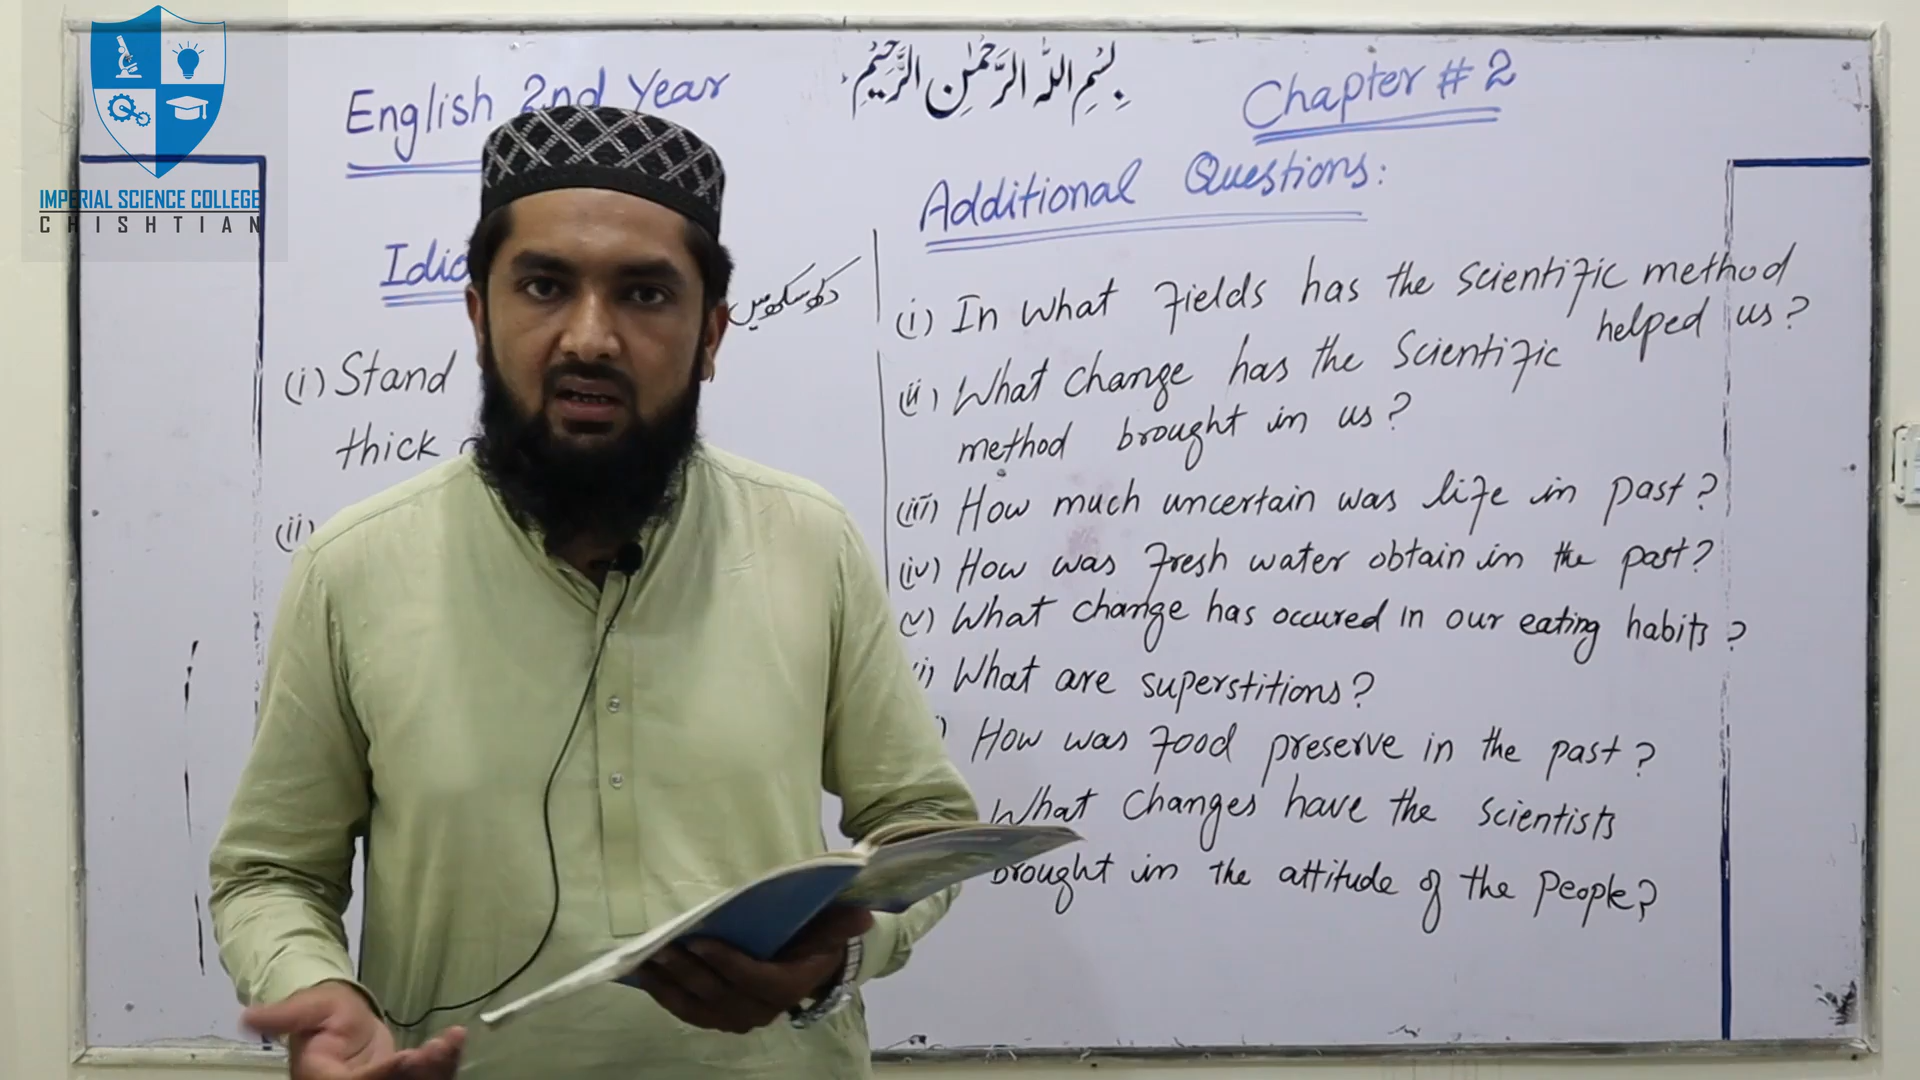 IMPERIAL SCIENCE COLLEGE
CHISHTIAN
English 2nd Year
بِسْمِ اللهِ الرَّحْمٰنِ الرَّحِيْمِ
Chapter # 2
Additional Questions:
دکھ سکھ میں
(i) Stand
thick
(ii)
(i) In what fields has the scientific method
helped us?
(ii) What change has the scientific
method brought in us?
(iii) How much uncertain was life in past?
(iv) How was fresh water obtain in the past?
(v) What change has occured in our eating habits?
What are superstitions?
How was food preserve in the past?
What changes have the scientists
brought in the attitude of the people?